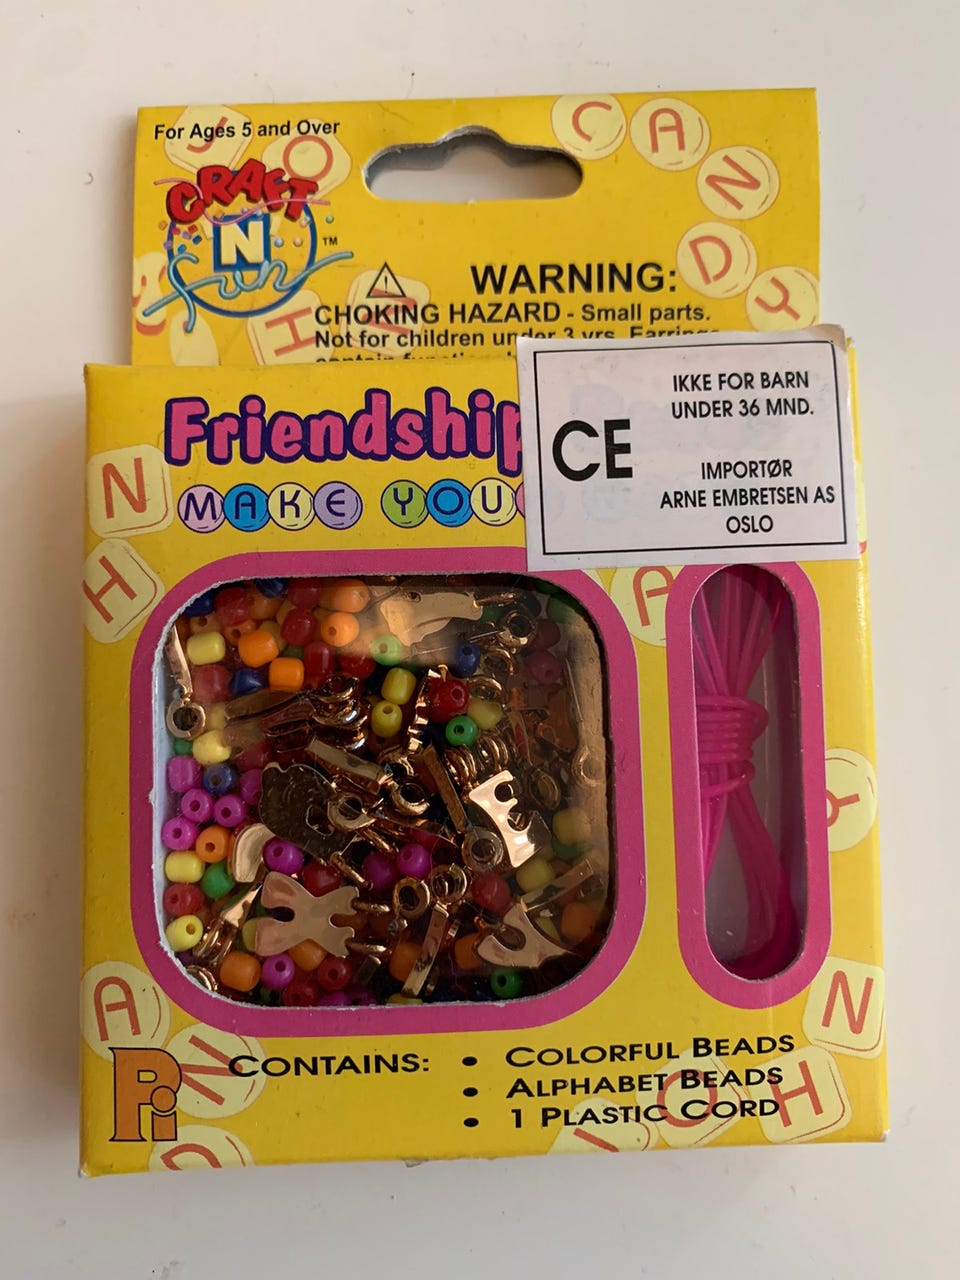 For Ages 5 and Over
CRAFT
N
fun
TM
WARNING:
CHOKING HAZARD - Small parts.
Not for children under 3 yrs.
Friendship
MAKE YOU
CE
IKKE FOR BARN
UNDER 36 MND.
IMPORTØR
ARNE EMBRETSEN AS
OSLO
CONTAINS:
• COLORFUL BEADS
• ALPHABET BEADS
• 1 PLASTIC CORD
Pi
C A N D Y
J O H N
N
H
A
Y
A N D
N
J O H
E
X
J